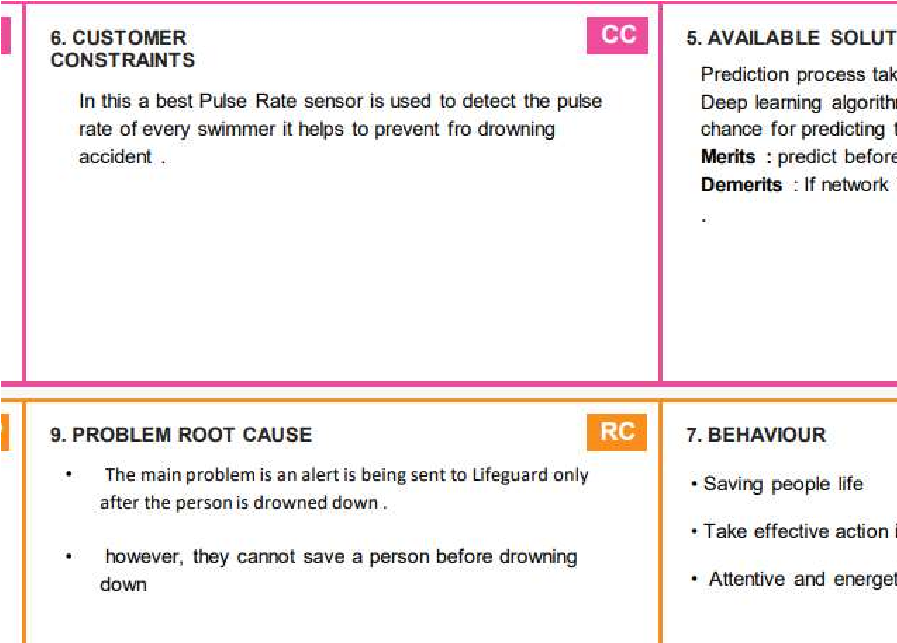 6. CUSTOMER
CONSTRAINTS
CC
In this a best Pulse Rate sensor is used to detect the pulse
rate of every swimmer it helps to prevent fro drowning
accident .
5. AVAILABLE SOLUT
Prediction process tak
Deep learning algorith
chance for predicting
Merits : predict before
Demerits : If network
.
9. PROBLEM ROOT CAUSE
RC
• The main problem is an alert is being sent to Lifeguard only
after the person is drowned down .
• however, they cannot save a person before drowning
down
7. BEHAVIOUR
• Saving people life
• Take effective action i
• Attentive and energet